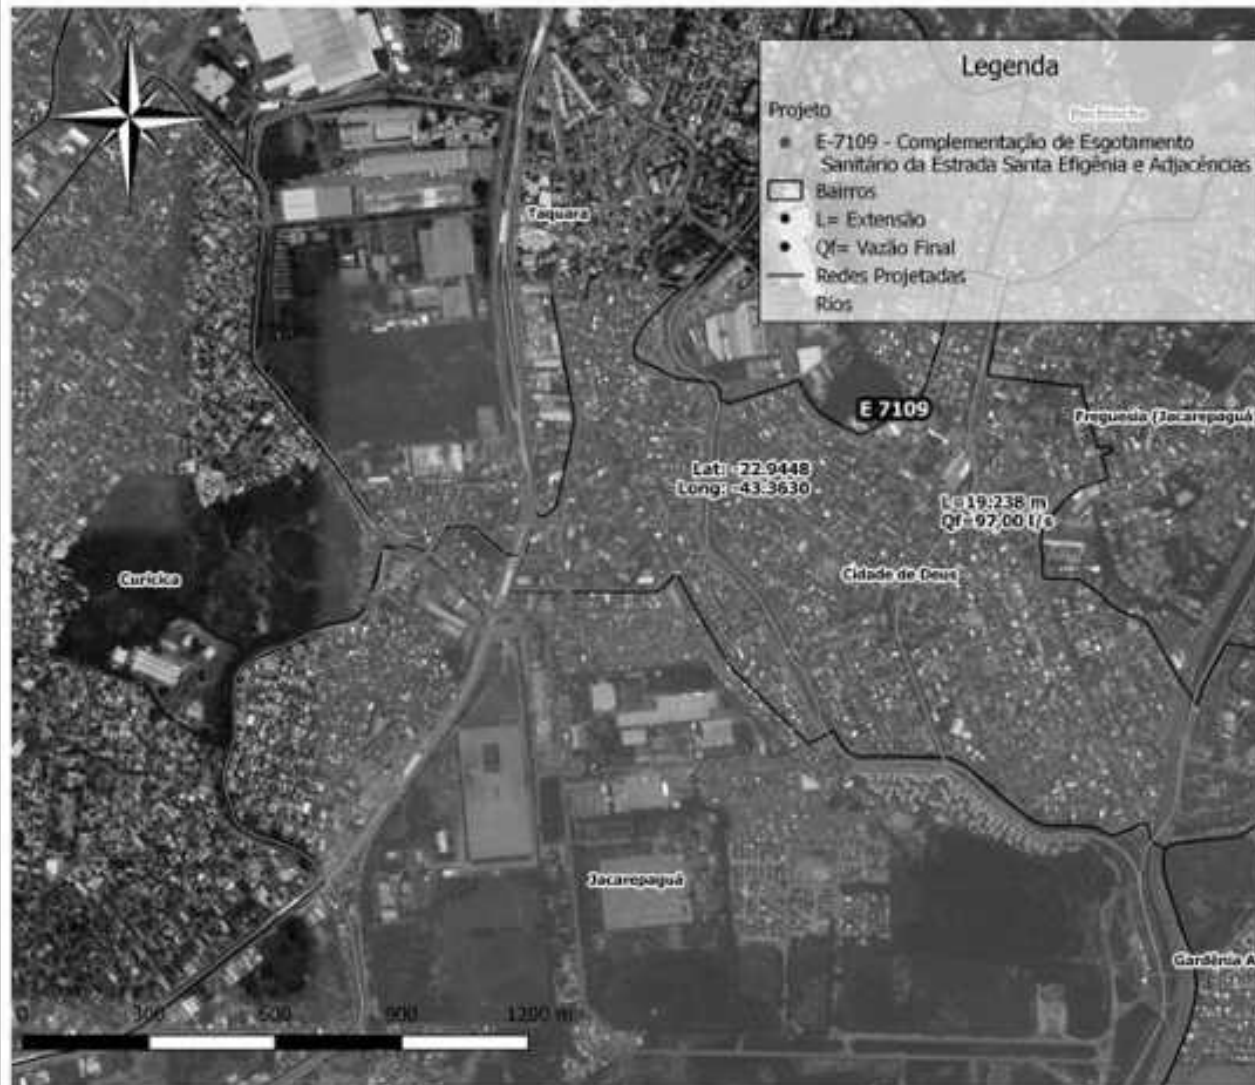 Legenda
Projeto
Pechincha
E-7109 - Complementação de Esgotamento
Sanitário da Estrada Santa Efigênia e Adjacências
Bairros
L= Extensão
Qf= Vazão Final
Redes Projetadas
Rios
Taquara
E 7109
Freguesia (Jacarepaguá
Lat: -22.9448
Long: -43.3630
L=19.238 m
Qf=97,00 l/s
Cidade de Deus
Curicica
Jacarepaguá
Gardênia A
0 300 600 900 1200 m